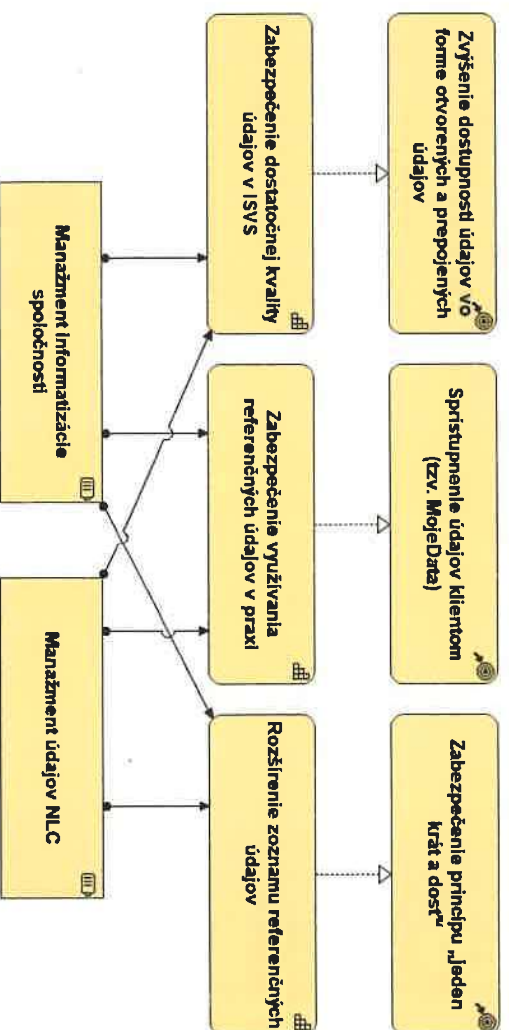 Zvýšenie dostupnosti údajov vo
forme otvorených a prepojených
údajov
Sprístupnenie údajov klientom
(tzv. MojeData)
Zabezpečenie princípu „jeden
krát a dosť“
Zabezpečenie dostatočnej kvality
údajov v ISVS
Zabezpečenie využívania
referenčných údajov v praxi
Rozšírenie zoznamu referenčných
údajov
Manažment informatizácie
spoločnosti
Manažment údajov NLC